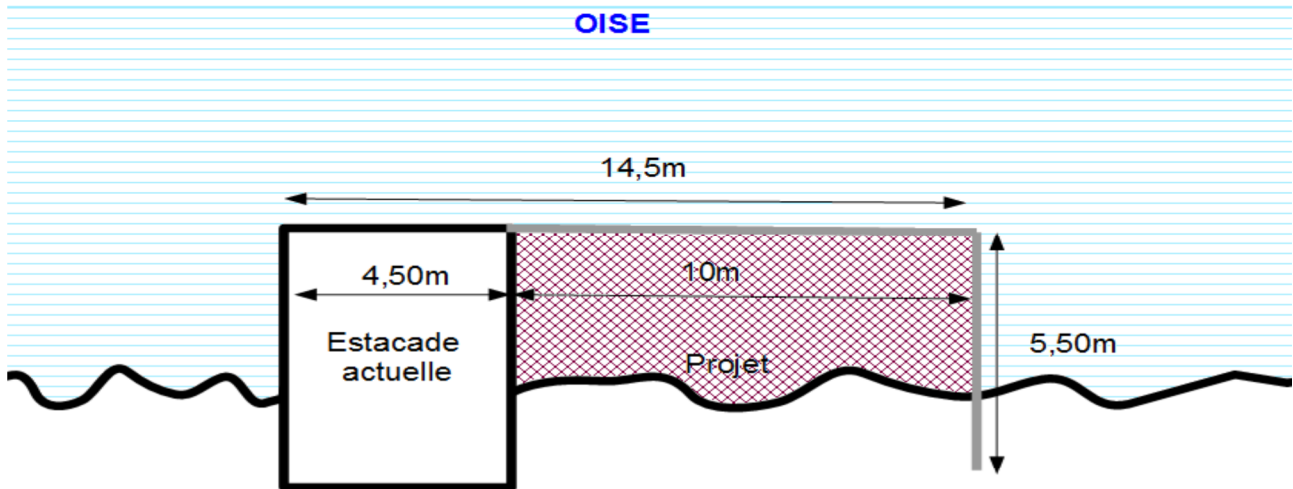 OISE
14,5m
4,50m
10m
Estacade
actuelle
Projet
5,50m